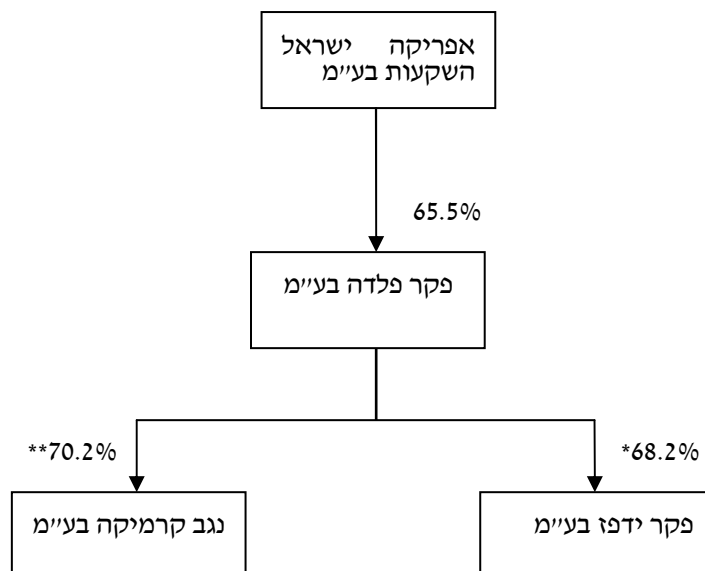 אפריקה ישראל
השקעות בע״מ
65.5%
פקר פלדה בע״מ
*68.2%
**70.2%
פקר ידפז בע״מ
נגב קרמיקה בע״מ